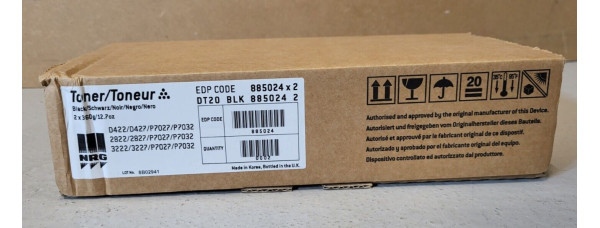 Toner/Toneur
Black/Schwarz/Noir/Negro/Nero
2 x 360g/12.7oz
EDP CODE 885024 x 2
DT20 BLK 885024 2
EDP CODE
885024
QUANTITY
0002
D422/D427/P7027/P7032
2822/2827/P7027/P7032
3222/3227/P7027/P7032
NRG
LOT No. 6B02941
Made in Korea, Bottled in the U.K.
20
Authorised and approved by the original manufacturer of this Device.
Autorisiert und freigegeben vom Originalhersteller dieses Gerätes.
Autorisé et approuvé par le fabricant original de ce dispositif.
Autorizado y aprobado por el fabricante original del equipo.
Dispositivo controllato ed autorizzato dal produttore.